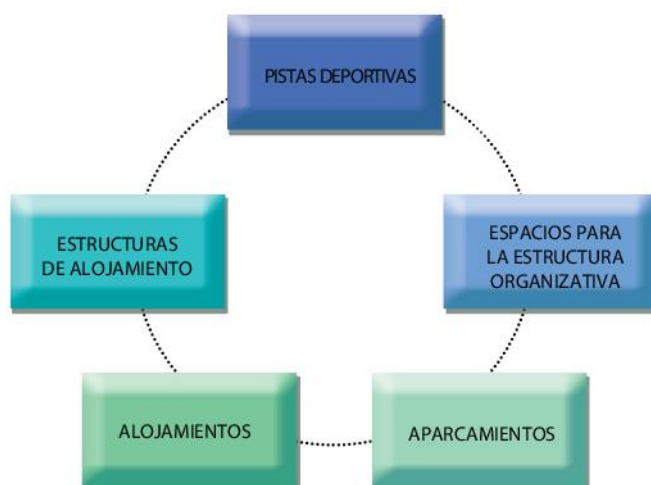 PISTAS DEPORTIVAS
ESTRUCTURAS
DE ALOJAMIENTO
ESPACIOS PARA
LA ESTRUCTURA
ORGANIZATIVA
ALOJAMIENTOS
APARCAMIENTOS